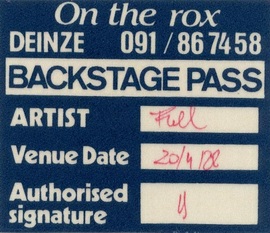 On the rox
DEINZE 091/867458
BACKSTAGE PASS
ARTIST Full
Venue Date 20/4/88
Authorised
signature